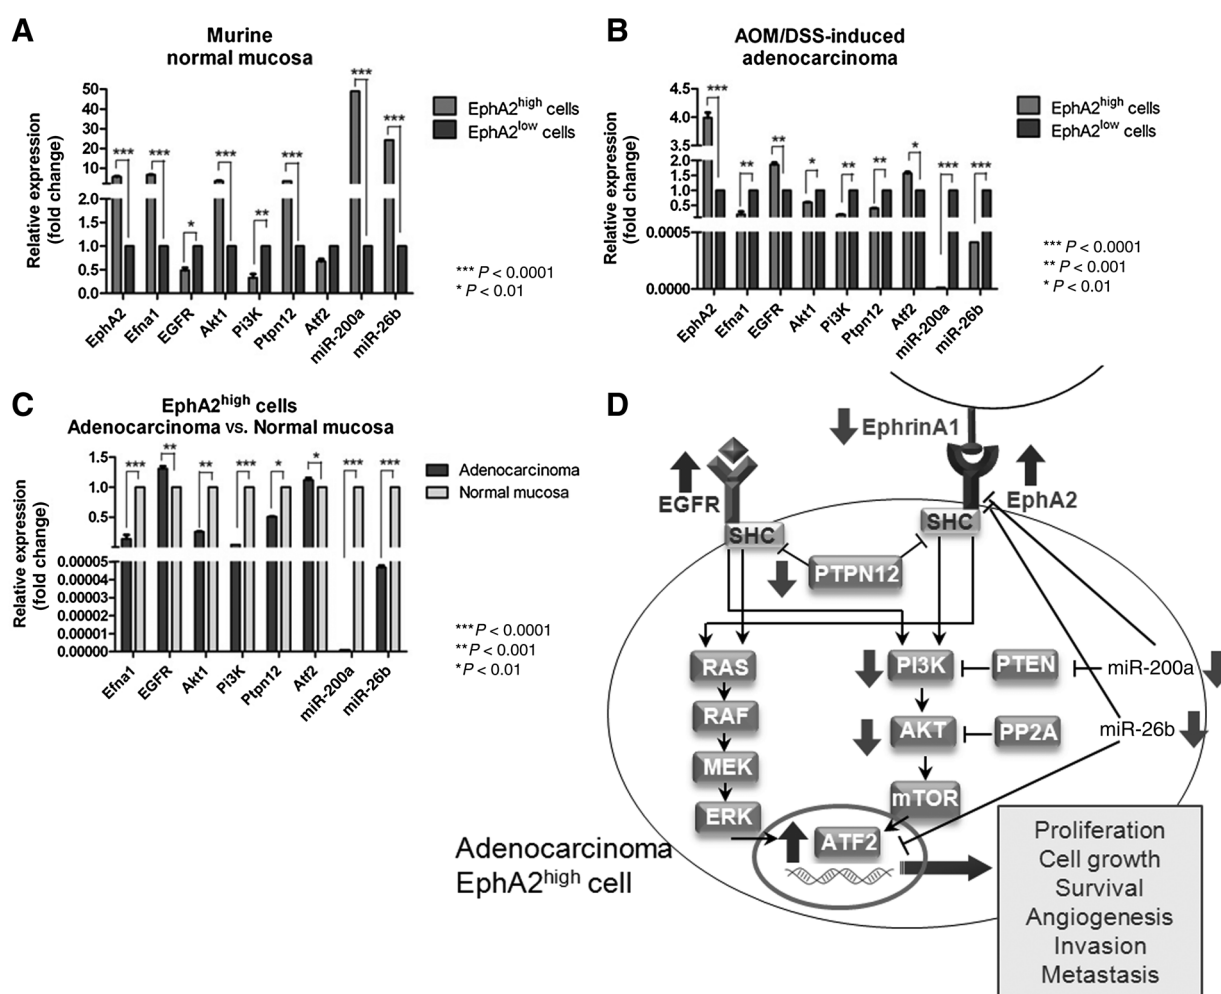 A
Murine
normal mucosa
Relative expression
(fold change)
50
40
30
20
10
2.0
1.5
1.0
0.5
0.0
***
***
*
***
**
***
***
***
EphA2
Efna1
EGFR
Akt1
Pi3K
Ptpn12
Atf2
miR-200a
miR-26b
EphA2high cells
EphA2low cells
*** P < 0.0001
* P < 0.01
B
AOM/DSS-induced
adenocarcinoma
Relative expression
(fold change)
4.5
4.0
3.5
2.0
1.5
1.0
0.5
0.0005
0.0000
***
**
**
*
**
**
*
***
***
EphA2
Efna1
EGFR
Akt1
Pi3K
Ptpn12
Atf2
miR-200a
miR-26b
EphA2high cells
EphA2low cells
*** P < 0.0001
** P < 0.001
* P < 0.01
C
EphA2high cells
Adenocarcinoma vs. Normal mucosa
Relative expression
(fold change)
1.5
1.0
0.5
0.00005
0.00004
0.00003
0.00002
0.00001
0.00000
***
**
**
***
*
*
***
***
Efna1
EGFR
Akt1
Pi3K
Ptpn12
Atf2
miR-200a
miR-26b
Adenocarcinoma
Normal mucosa
***P < 0.0001
**P < 0.001
*P < 0.01
D
EphrinA1
EGFR
EphA2
SHC
SHC
PTPN12
RAS
PI3K
PTEN
miR-200a
RAF
AKT
PP2A
miR-26b
MEK
mTOR
ERK
ATF2
Adenocarcinoma
EphA2high cell
Proliferation
Cell growth
Survival
Angiogenesis
Invasion
Metastasis